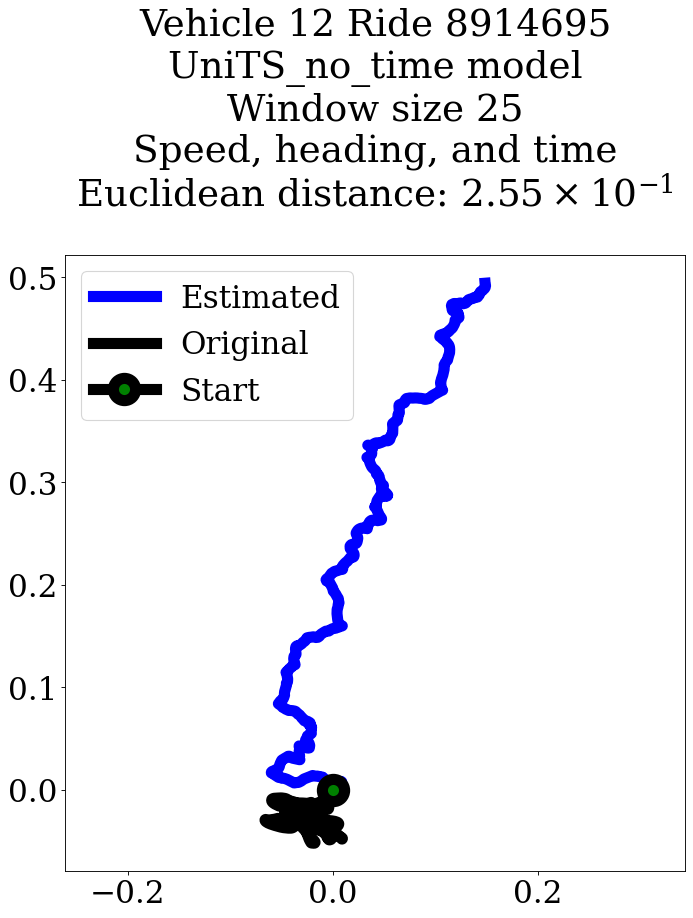 Vehicle 12 Ride 8914695
UniTS_no_time model
Window size 25
Speed, heading, and time
Euclidean distance: 2.55 × 10⁻¹
Estimated
Original
Start
0.5
0.4
0.3
0.2
0.1
0.0
−0.2 0.0 0.2